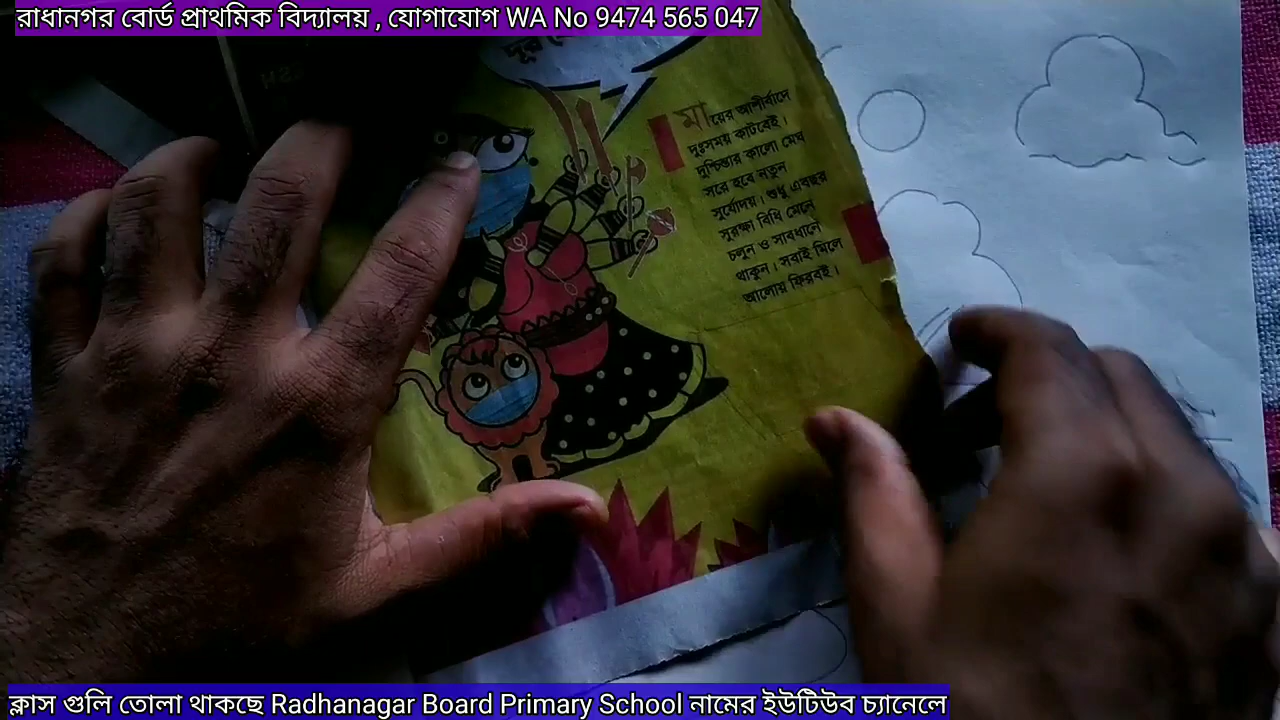 রাধানগর বোর্ড প্রাথমিক বিদ্যালয় , যোগাযোগ WA No 9474 565 047
মায়ের আশীর্বাদে
দুঃসময় কাটবেই।
দুশ্চিন্তার কালো মেঘ
সরে হবে নতুন
সূর্যোদয়। শুধু এবছর
সুরক্ষা বিধি মেনে
চলুন ও সাবধানে
থাকুন। সবাই মিলে
আলোয় ফিরবই।
ক্লাস গুলি তোলা থাকছে Radhanagar Board Primary School নামের ইউটিউব চ্যানেলে